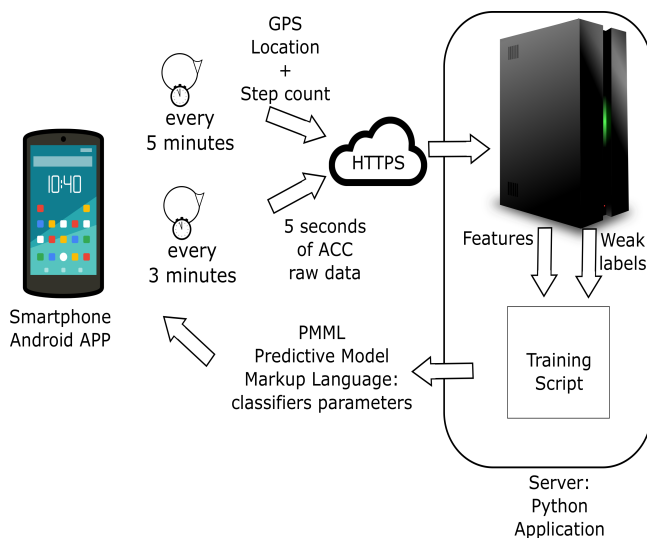 GPS
Location
+
Step count
every
5 minutes
HTTPS
10:40
every
3 minutes
5 seconds
of ACC
raw data
Features
Weak
labels
Smartphone
Android APP
PMML
Predictive Model
Markup Language:
classifiers parameters
Training
Script
Server:
Python
Application